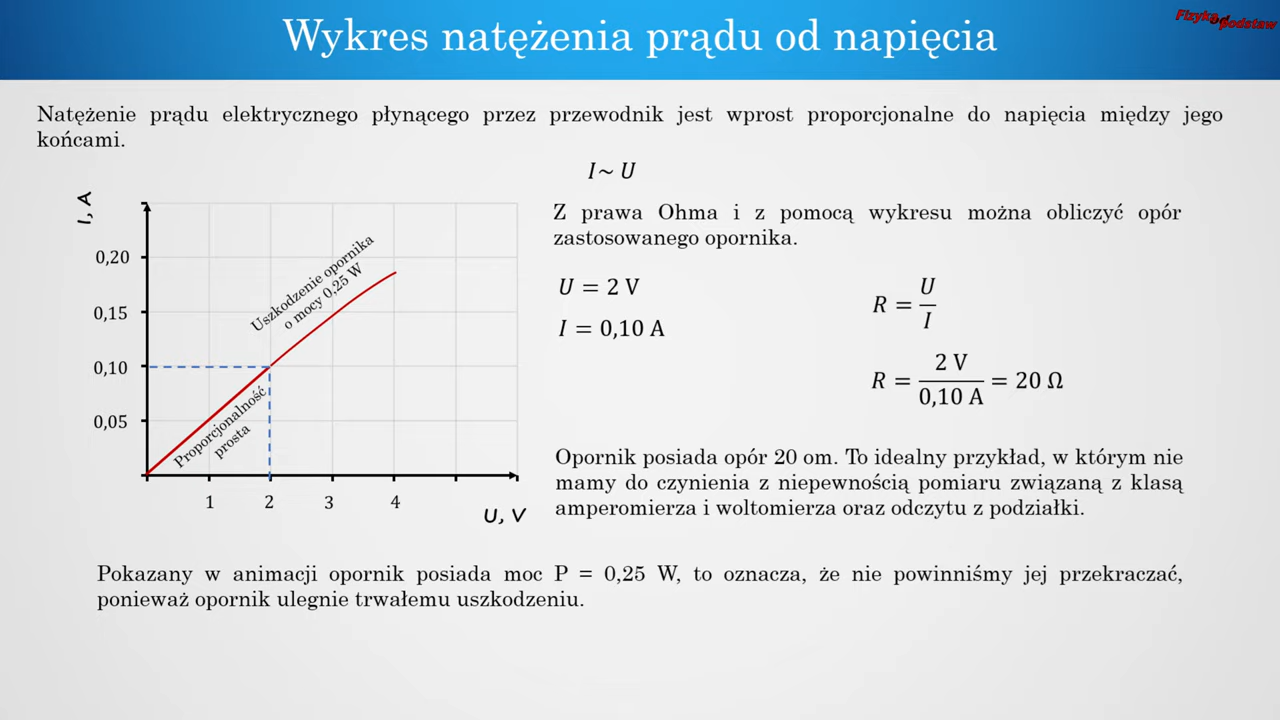 Wykres natężenia prądu od napięcia
Fizyka od podstaw
Natężenie prądu elektrycznego płynącego przez przewodnik jest wprost proporcjonalne do napięcia między jego
końcami.
I~ U
I, A
0,20
0,15
0,10
0,05
1 2 3 4
U, V
Uszkodzenie opornika
o mocy 0,25 W
Proporcjonalność
prosta
Z prawa Ohma i z pomocą wykresu można obliczyć opór
zastosowanego opornika.
U = 2 V
I = 0,10 A
R = U/I
R = 2 V/0,10 A = 20 Ω
Opornik posiada opór 20 om. To idealny przykład, w którym nie
mamy do czynienia z niepewnością pomiaru związaną z klasą
amperomierza i woltomierza oraz odczytu z podziałki.
Pokazany w animacji opornik posiada moc P = 0,25 W, to oznacza, że nie powinniśmy jej przekraczać,
ponieważ opornik ulegnie trwałemu uszkodzeniu.